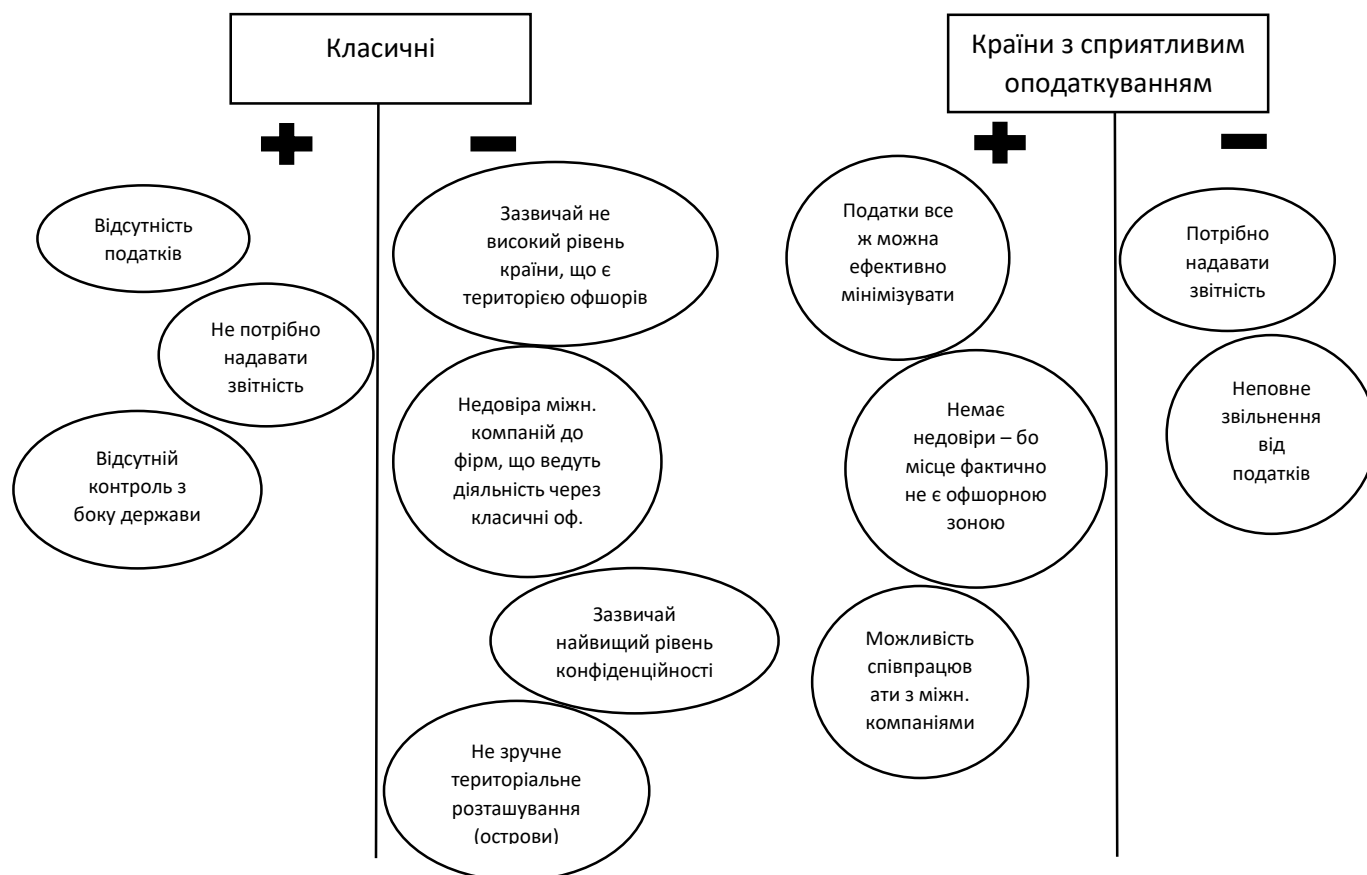 Класичні
Відсутність
податків
Не потрібно
надавати
звітність
Відсутній
контроль з
боку держави
Зазвичай не
високий рівень
країни, що є
територією офшорів
Недовіра міжн.
компаній до
фірм, що ведуть
діяльність через
класичні оф.
Зазвичай
найвищий рівень
конфіденційності
Не зручне
територіальне
розташування
(острови)
Країни з сприятливим
оподаткуванням
Податки все
ж можна
ефективно
мінімізувати
Немає
недовіри – бо
місце фактично
не є офшорною
зоною
Можливість
співпрацюв
ати з міжн.
компаніями
Потрібно
надавати
звітність
Неповне
звільнення
від
податків